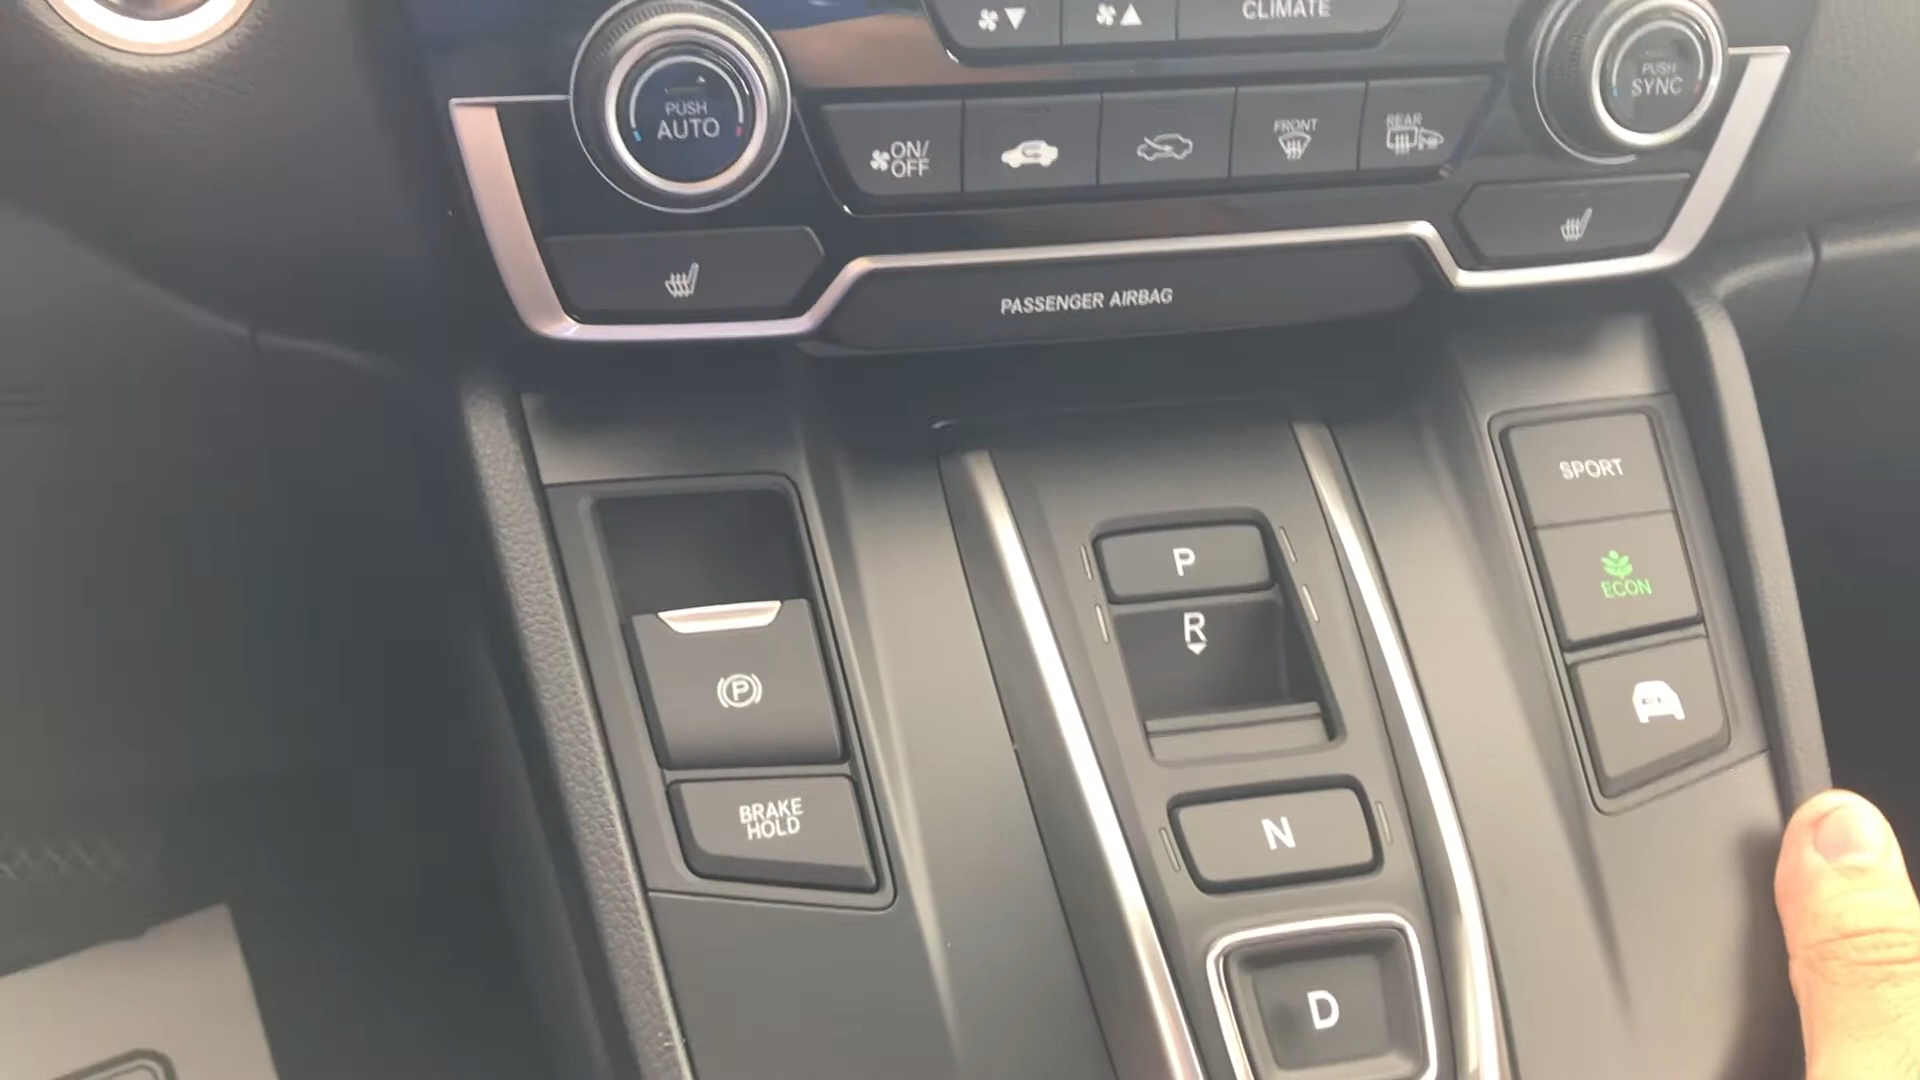 CLIMATE
PUSH
AUTO
PUSH
SYNC
ON/
OFF
FRONT
REAR
PASSENGER AIRBAG
SPORT
ECON
P
R
P
BRAKE
HOLD
N
D